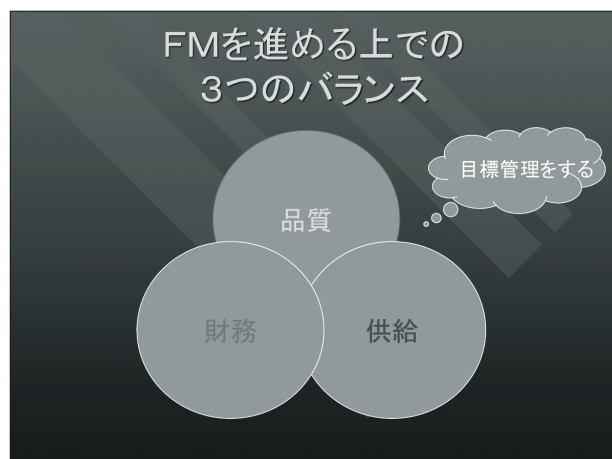 FMを進める上での
3つのバランス
目標管理をする
品質
財務
供給